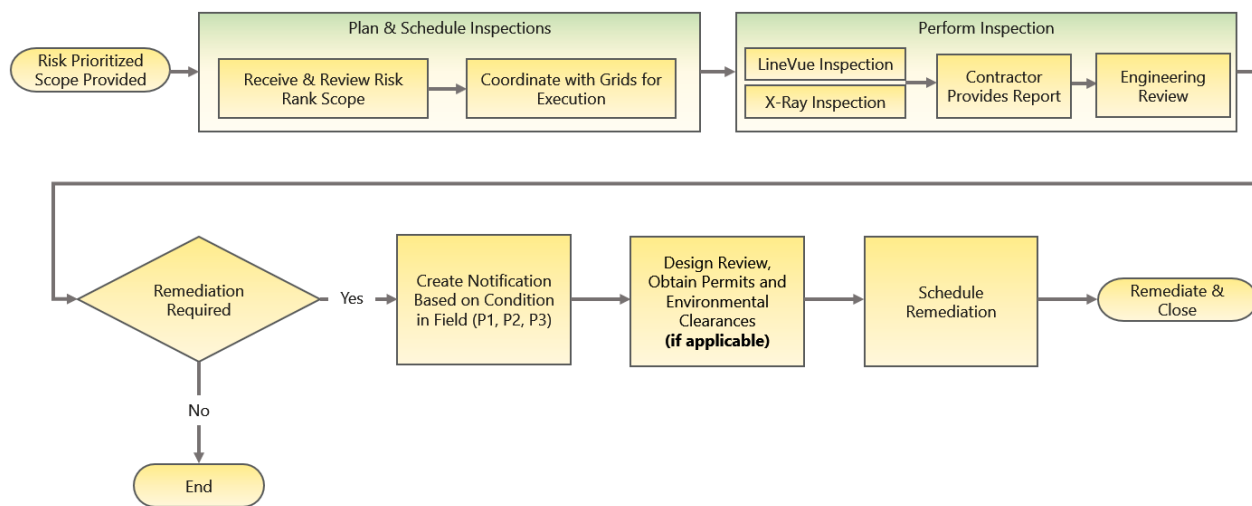 Plan & Schedule Inspections
Perform Inspection
Risk Prioritized
Scope Provided
Receive & Review Risk
Rank Scope
Coordinate with Grids for
Execution
LineVue Inspection
X-Ray Inspection
Contractor
Provides Report
Engineering
Review
Remediation
Required
Yes
Create Notification
Based on Condition
in Field (P1, P2, P3)
Design Review,
Obtain Permits and
Environmental
Clearances
(if applicable)
Schedule
Remediation
Remediate &
Close
No
End